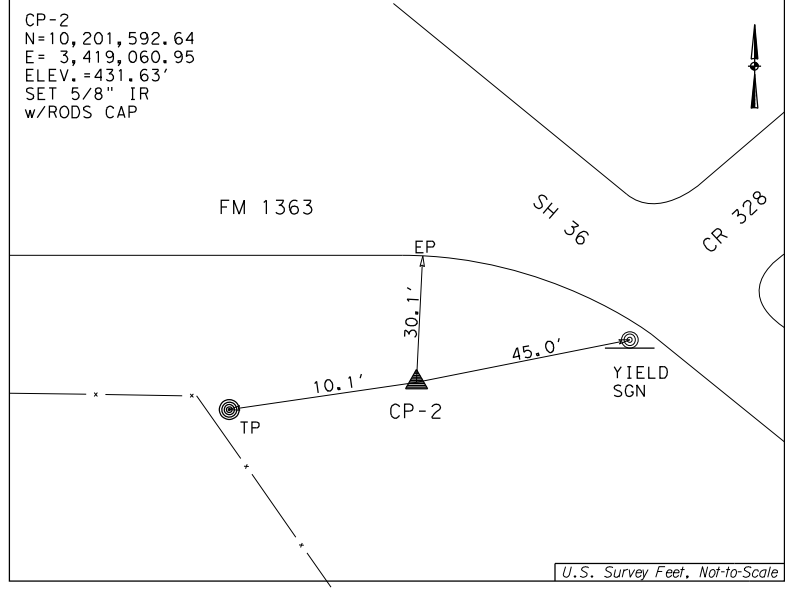 CP-2
N=10,201,592.64
E= 3,419,060.95
ELEV.=431.63'
SET 5/8" IR
w/RODS CAP
FM 1363
SH 36
CR 328
EP
30.1'
45.0'
10.1'
YIELD
SGN
CP-2
TP
U.S. Survey Feet, Not-to-Scale